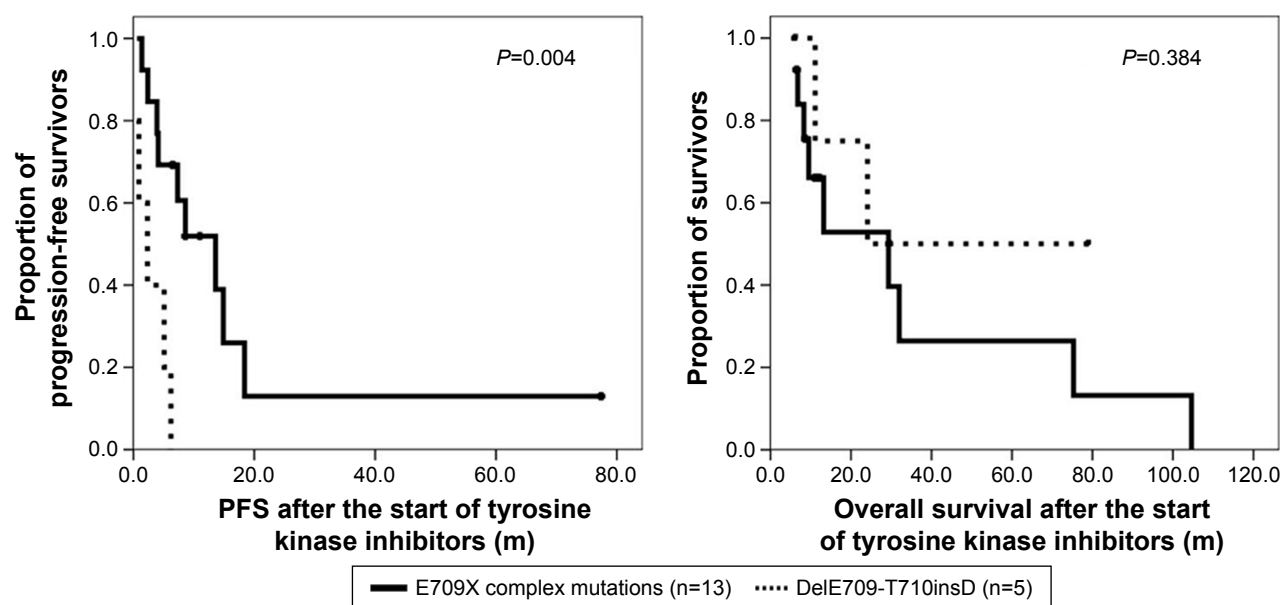 1.0
0.8
0.6
0.4
0.2
0.0
Proportion of
progression-free survivors
P=0.004
0.0 20.0 40.0 60.0 80.0
PFS after the start of tyrosine
kinase inhibitors (m)
1.0
0.8
0.6
0.4
0.2
0.0
Proportion of survivors
P=0.384
0.0 20.0 40.0 60.0 80.0 100.0 120.0
Overall survival after the start
of tyrosine kinase inhibitors (m)
E709X complex mutations (n=13) DelE709-T710insD (n=5)